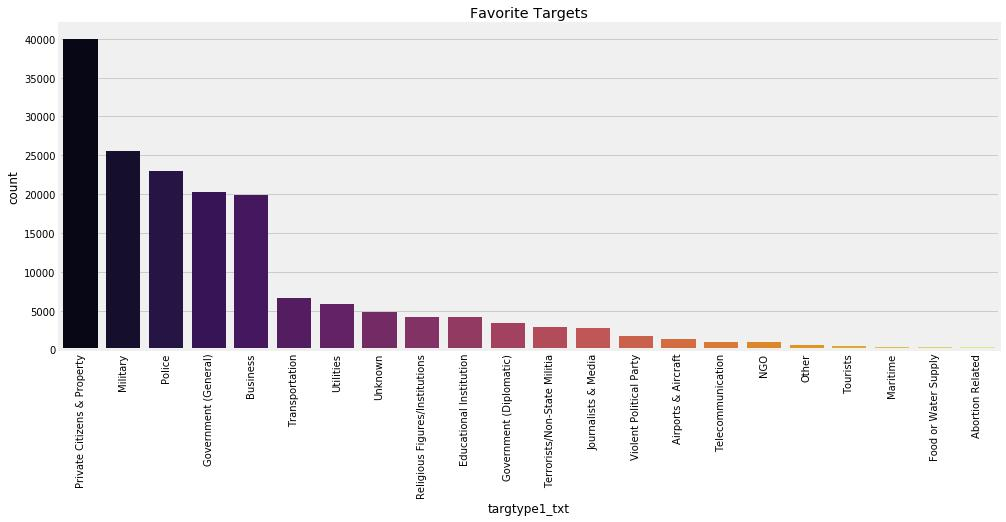 Favorite Targets
count
40000
35000
30000
25000
20000
15000
10000
5000
0
Private Citizens & Property
Military
Police
Government (General)
Business
Transportation
Utilities
Unknown
Religious Figures/Institutions
Educational Institution
Government (Diplomatic)
Terrorists/Non-State Militia
Journalists & Media
Violent Political Party
Airports & Aircraft
Telecommunication
NGO
Other
Tourists
Maritime
Food or Water Supply
Abortion Related
targtype1_txt